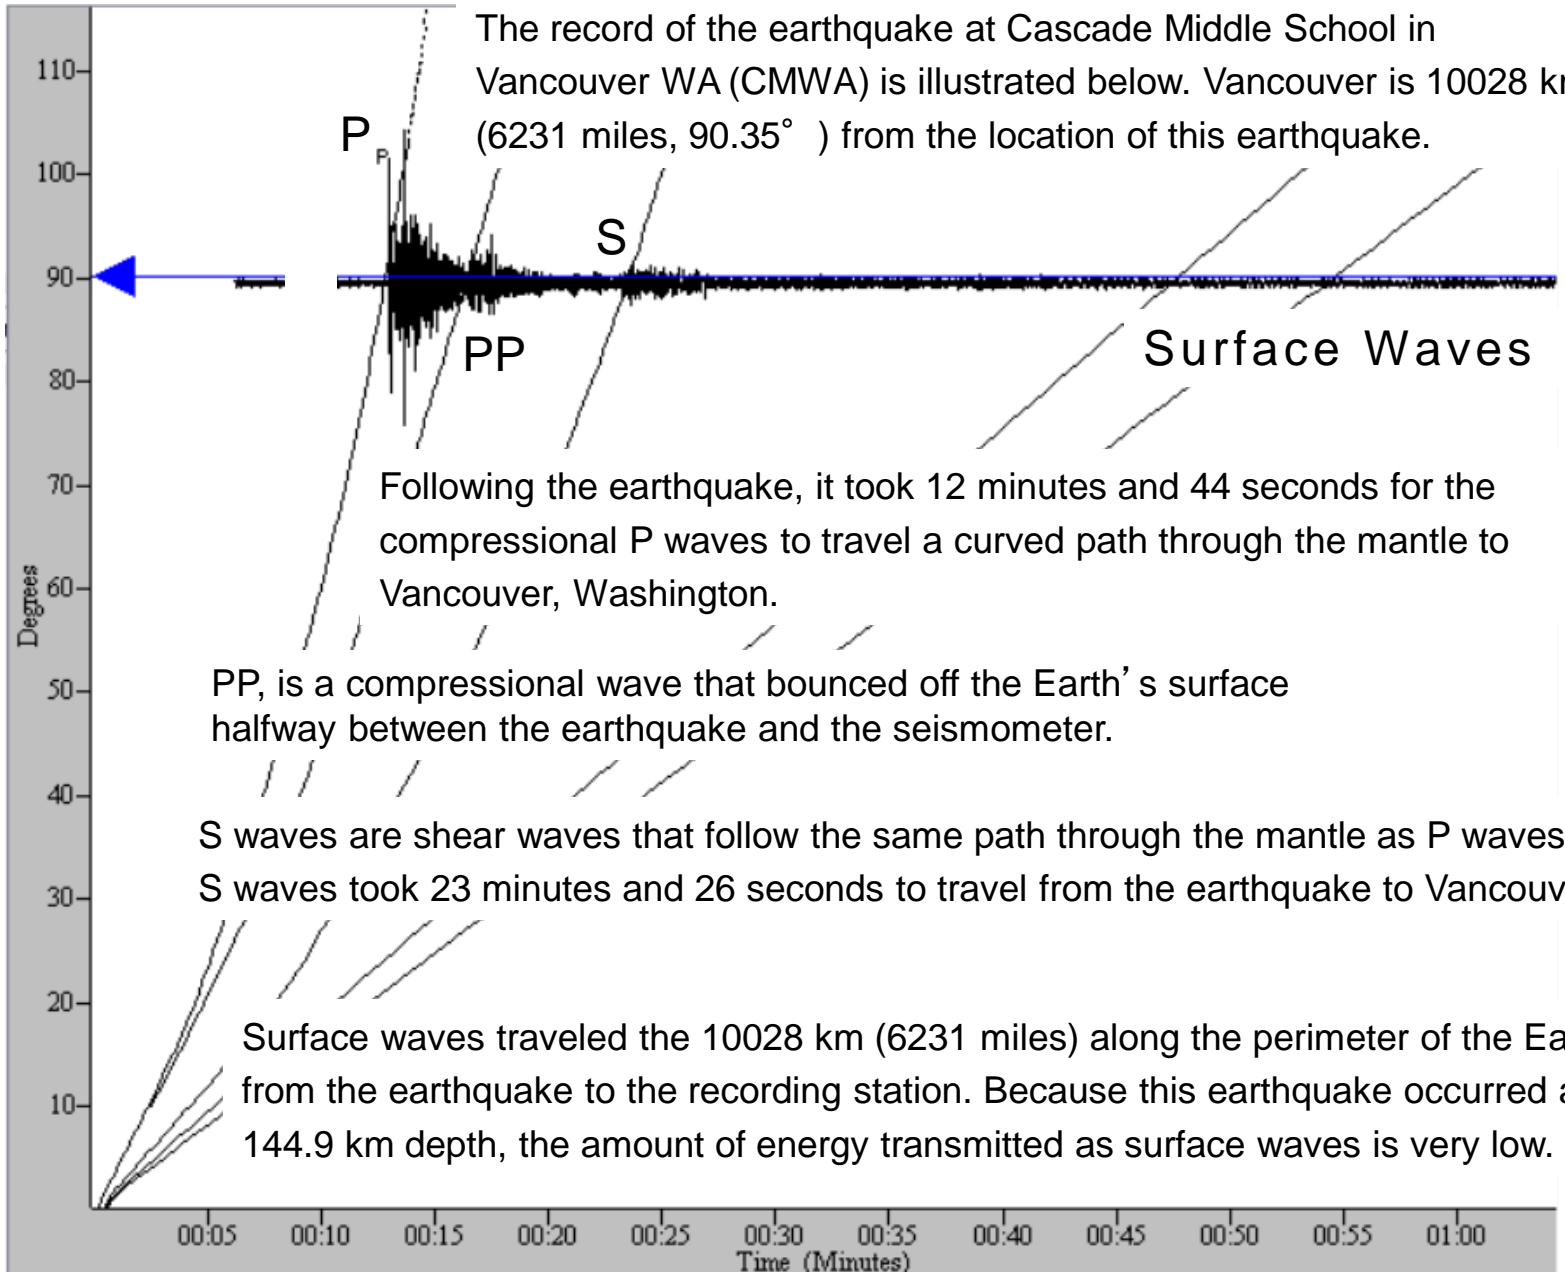 The record of the earthquake at Cascade Middle School in
Vancouver WA (CMWA) is illustrated below. Vancouver is 10028
(6231 miles, 90.35° ) from the location of this earthquake.
110
100
90
80
70
60
50
40
30
20
10
Degrees
P
P
S
PP
Surface Waves
Following the earthquake, it took 12 minutes and 44 seconds for the
compressional P waves to travel a curved path through the mantle to
Vancouver, Washington.
PP, is a compressional wave that bounced off the Earth’s surface
halfway between the earthquake and the seismometer.
S waves are shear waves that follow the same path through the mantle as P waves
S waves took 23 minutes and 26 seconds to travel from the earthquake to
Surface waves traveled the 10028 km (6231 miles) along the perimeter of the
from the earthquake to the recording station. Because this earthquake occurred
144.9 km depth, the amount of energy transmitted as surface waves is very low.
00:05 00:10 00:15 00:20 00:25 00:30 00:35 00:40 00:45 00:50 00:55 01:00
Time (Minutes)